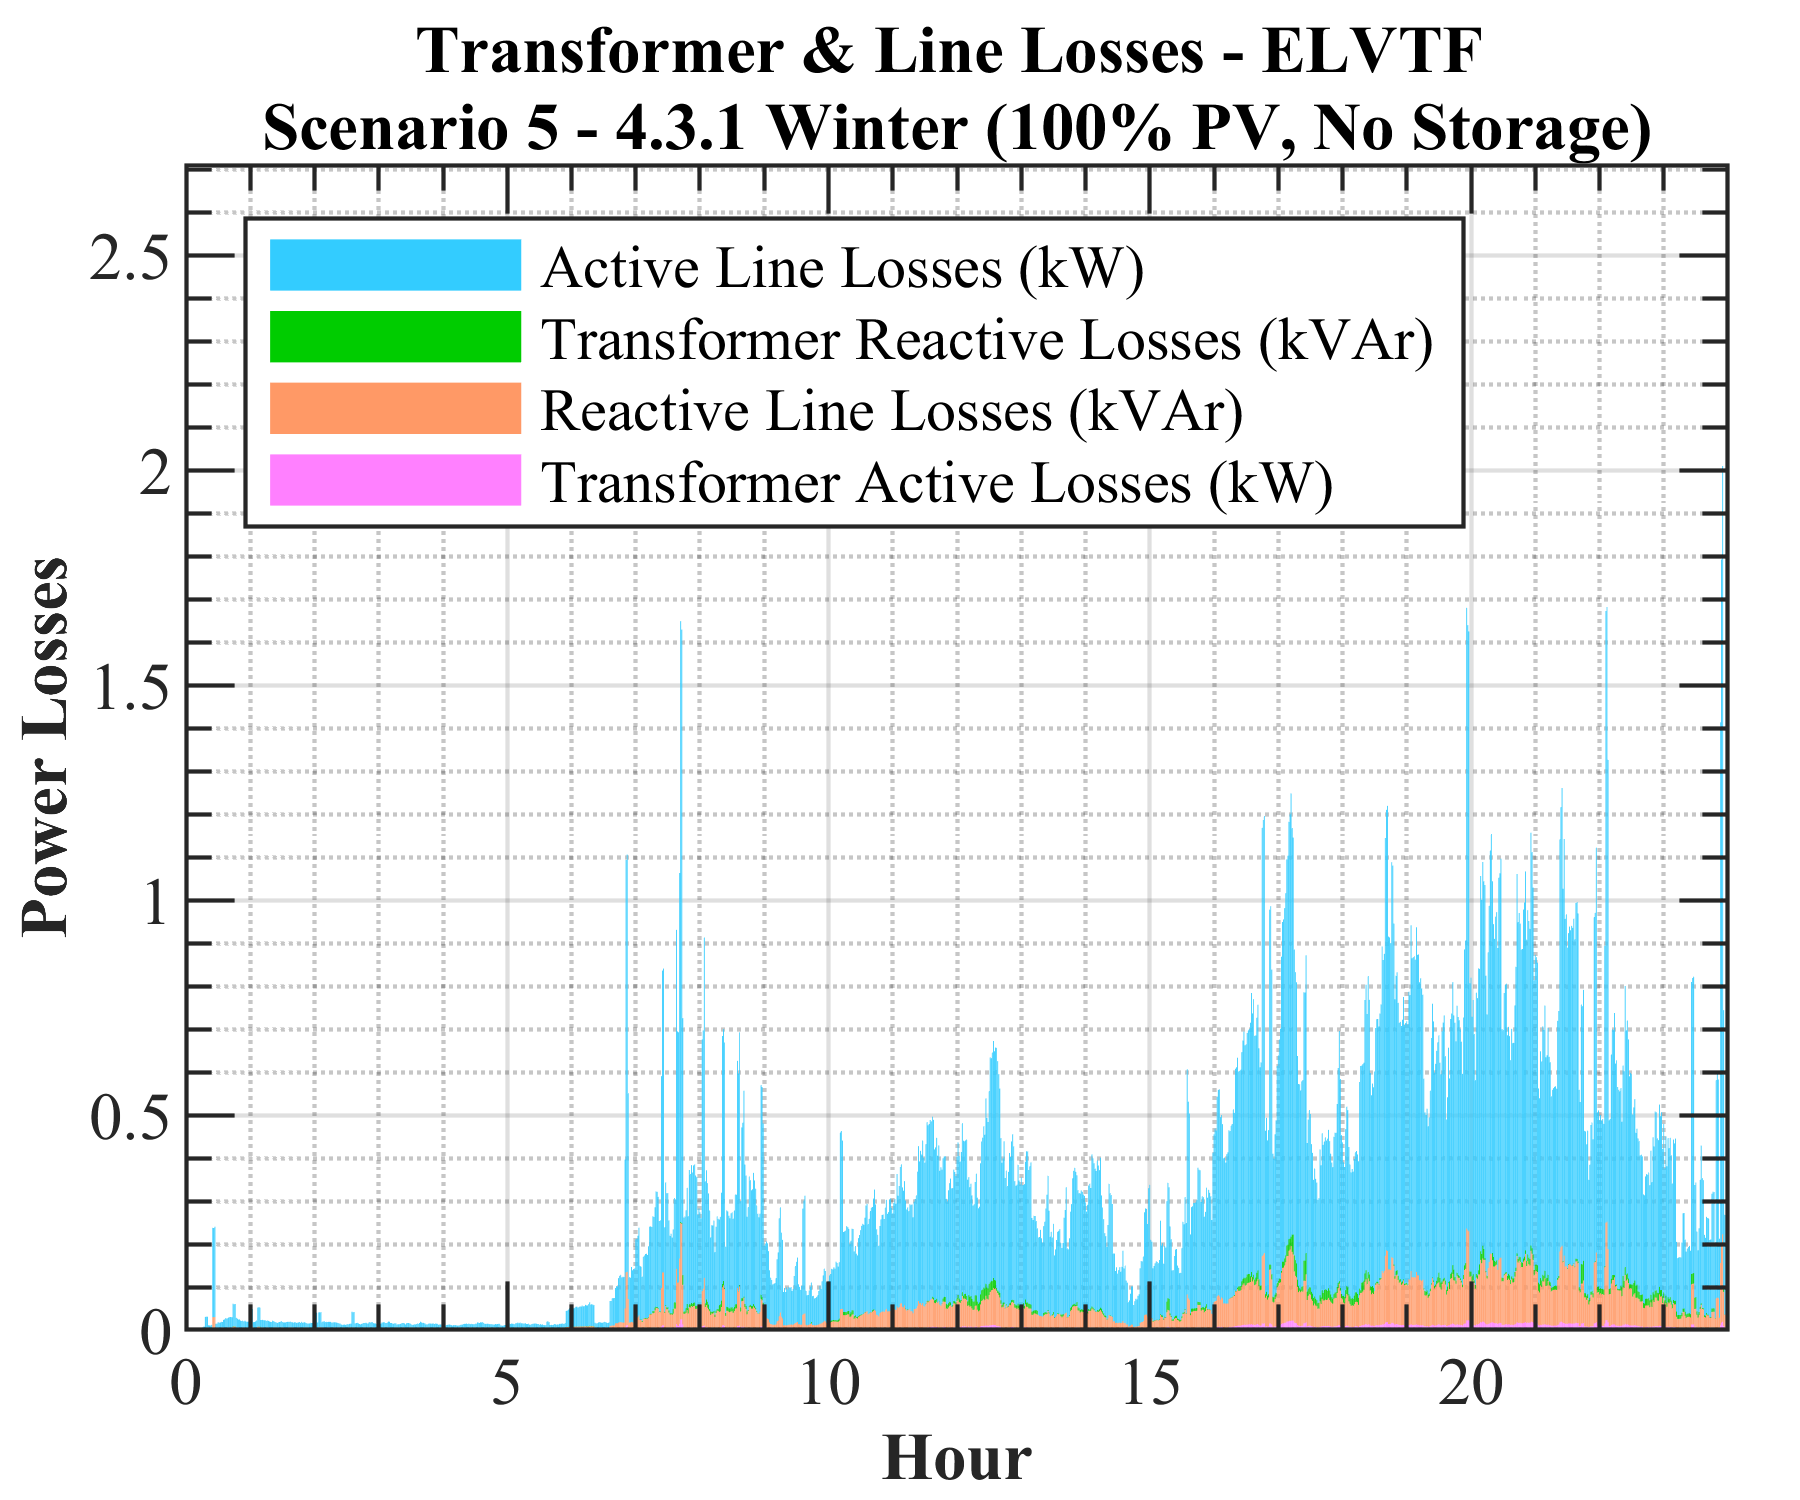 Transformer & Line Losses - ELVTF
Scenario 5 - 4.3.1 Winter (100% PV, No Storage)
Active Line Losses (kW)
Transformer Reactive Losses (kVAr)
Reactive Line Losses (kVAr)
Transformer Active Losses (kW)
Power Losses
2.5
2
1.5
1
0.5
0
0 5 10 15 20
Hour